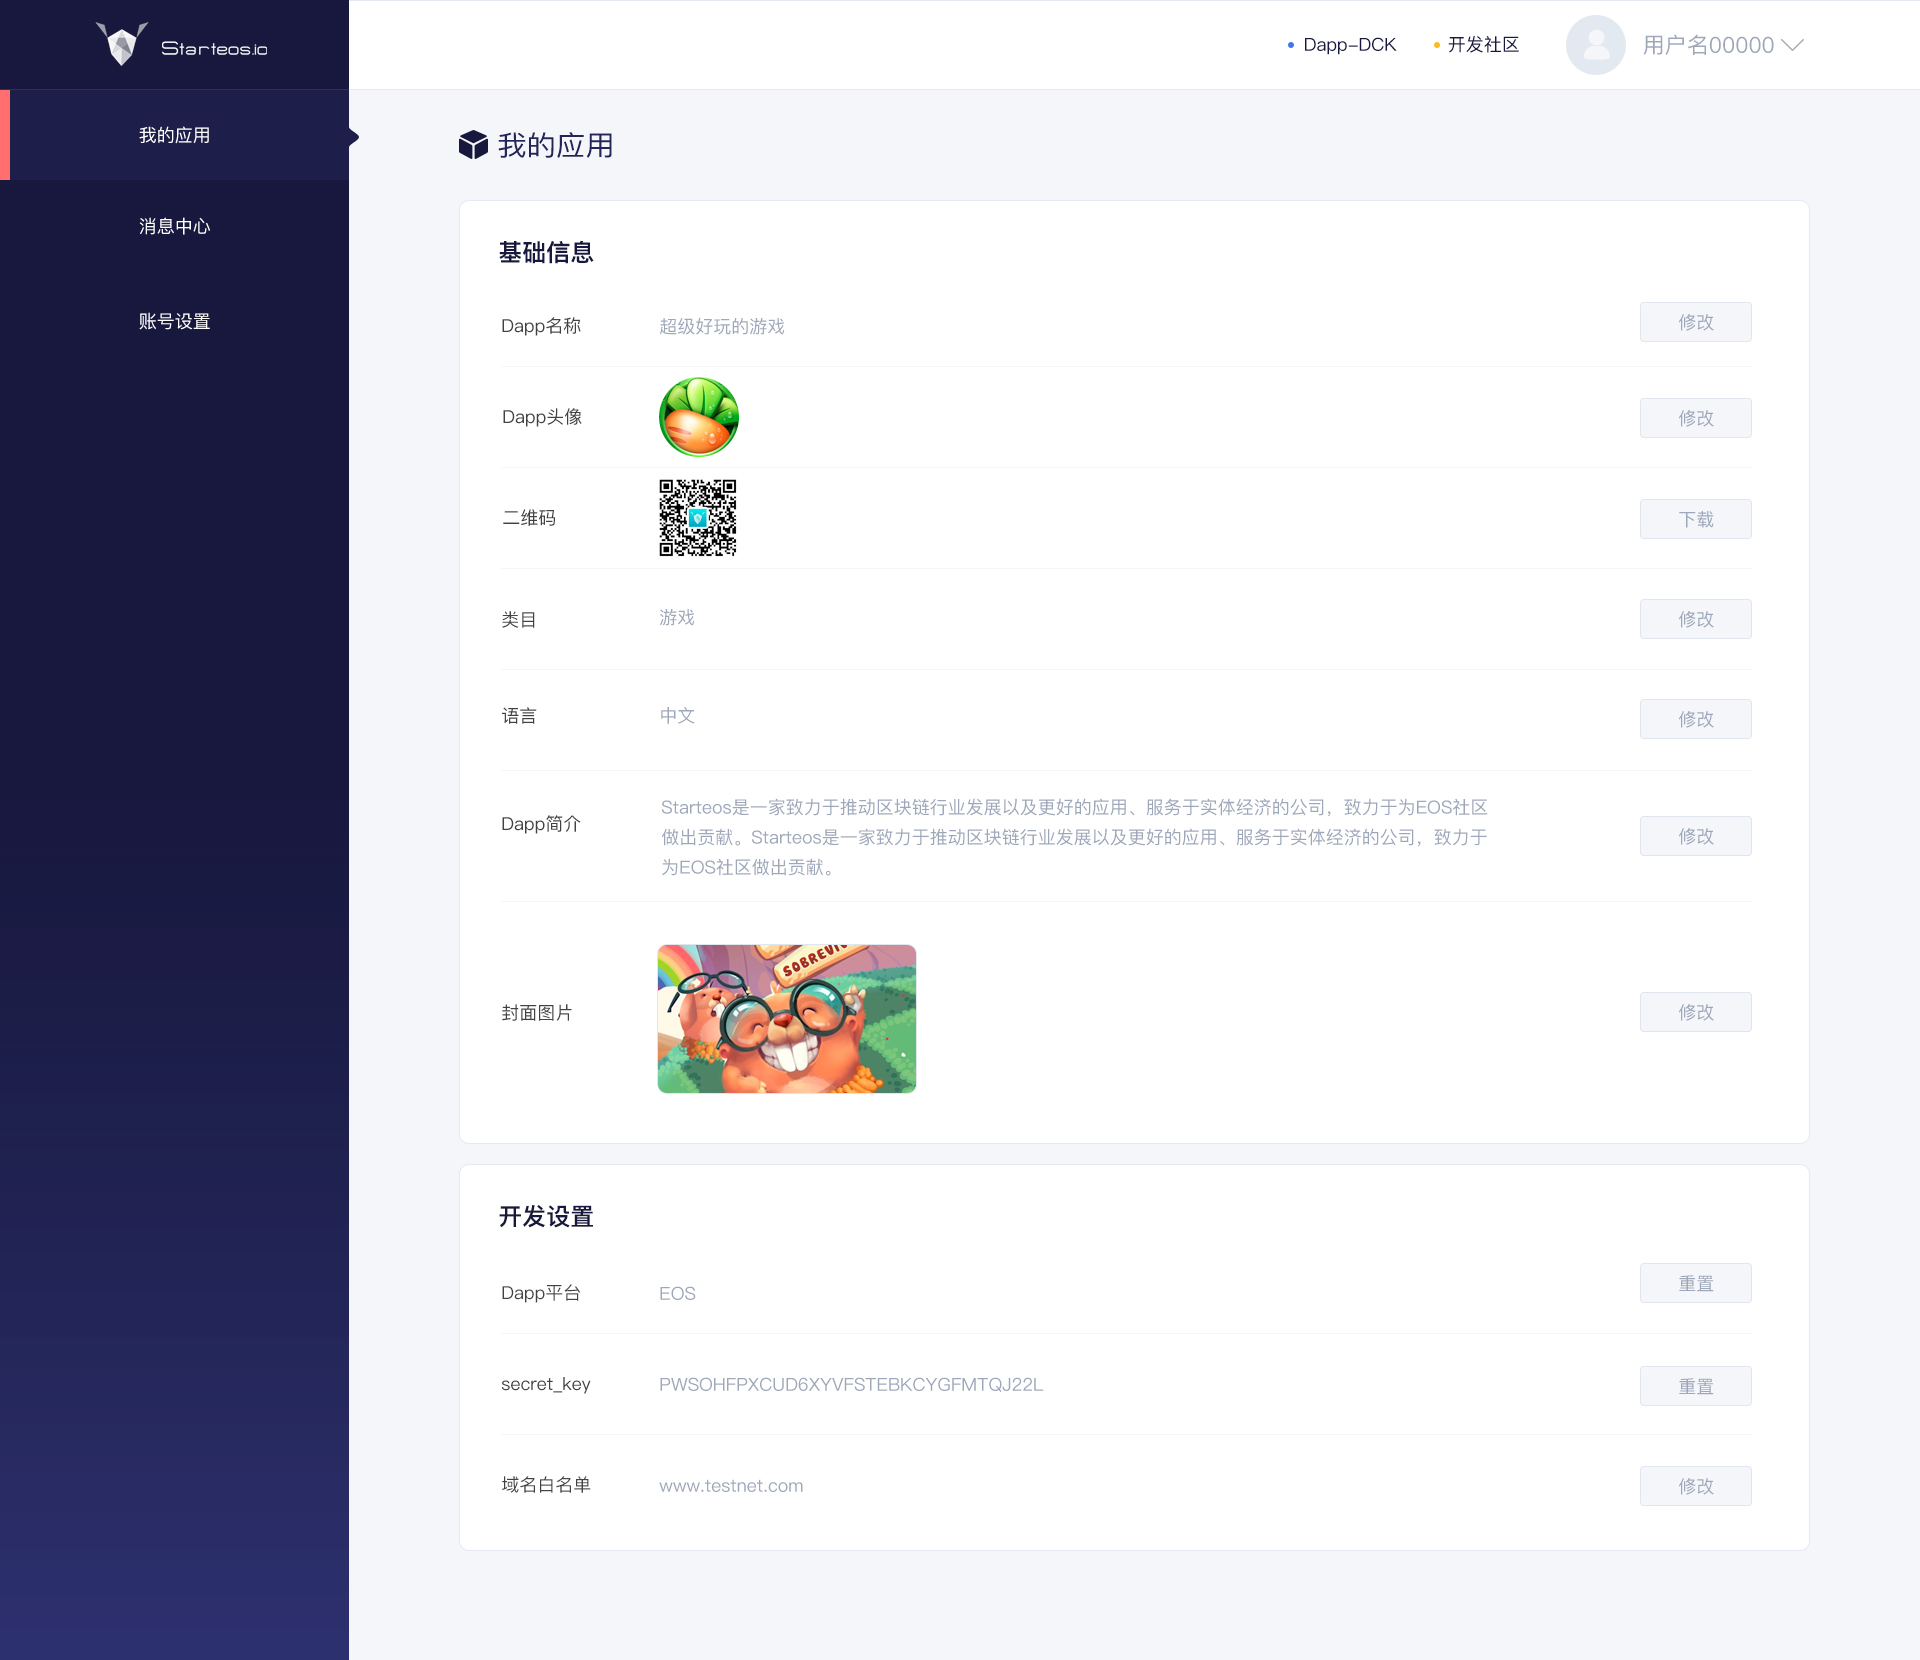 Starteos.io
Dapp-DCK
开发社区
用户名00000
我的应用
消息中心
账号设置
我的应用
基础信息
Dapp名称
超级好玩的游戏
修改
Dapp头像
修改
二维码
下载
类目
游戏
修改
语言
中文
修改
Dapp简介
Starteos是一家致力于推动区块链行业发展以及更好的应用、服务于实体经济的公司，致力于为EOS社区
做出贡献。Starteos是一家致力于推动区块链行业发展以及更好的应用、服务于实体经济的公司，致力于
为EOS社区做出贡献。
修改
封面图片
修改
开发设置
Dapp平台
EOS
重置
secret_key
PWSOHFPXCUD6XYVFSTEBKCYGFMTQJ22L
重置
域名白名单
www.testnet.com
修改